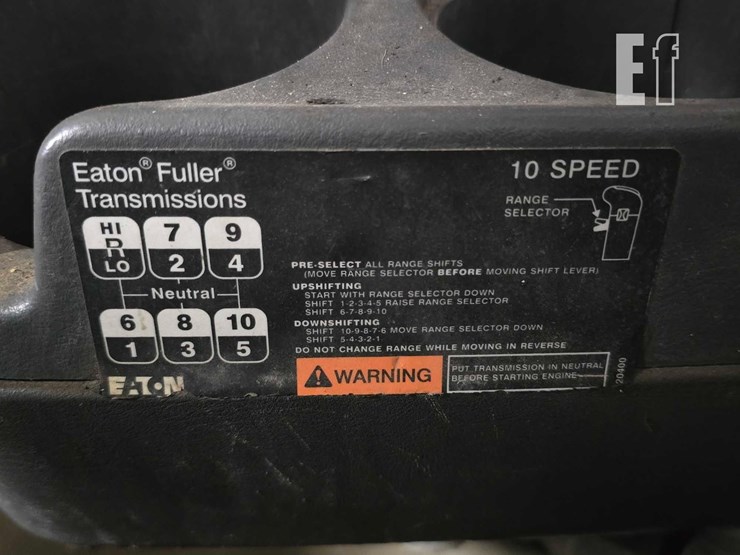 Ef
Eaton® Fuller®
Transmissions
10 SPEED
RANGE
SELECTOR
HI
R
LO
7
2
9
4
Neutral
6
1
8
3
10
5
PRE-SELECT ALL RANGE SHIFTS
(MOVE RANGE SELECTOR BEFORE MOVING SHIFT LEVER)
UPSHIFTING
START WITH RANGE SELECTOR DOWN
SHIFT 1-2-3-4-5 RAISE RANGE SELECTOR
SHIFT 6-7-8-9-10
DOWNSHIFTING
SHIFT 10-9-8-7-6 MOVE RANGE SELECTOR DOWN
SHIFT 5-4-3-2-1
DO NOT CHANGE RANGE WHILE MOVING IN REVERSE
WARNING
PUT TRANSMISSION IN NEUTRAL
BEFORE STARTING ENGINE
EATON
20400